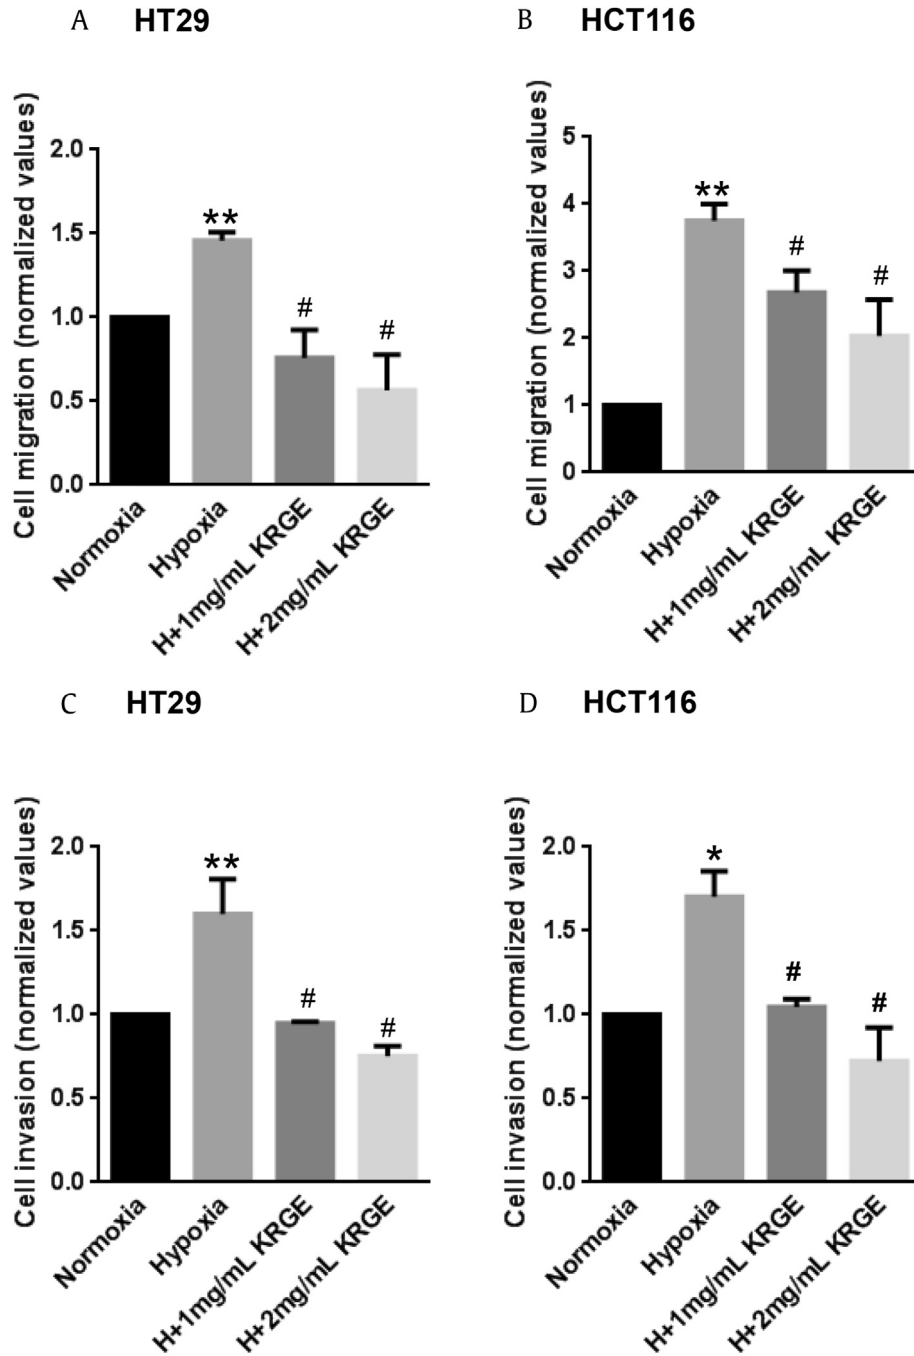 A HT29
Cell migration (normalized values)
2.0
1.5
1.0
0.5
0.0
**
#
#
Normoxia
Hypoxia
H+1mg/mL KRGE
H+2mg/mL KRGE
B HCT116
Cell migration (normalized values)
5
4
3
2
1
0
**
#
#
Normoxia
Hypoxia
H+1mg/mL KRGE
H+2mg/mL KRGE
C HT29
Cell invasion (normalized values)
2.0
1.5
1.0
0.5
0.0
**
#
#
Normoxia
Hypoxia
H+1mg/mL KRGE
H+2mg/mL KRGE
D HCT116
Cell invasion (normalized values)
2.0
1.5
1.0
0.5
0.0
*
#
#
Normoxia
Hypoxia
H+1mg/mL KRGE
H+2mg/mL KRGE